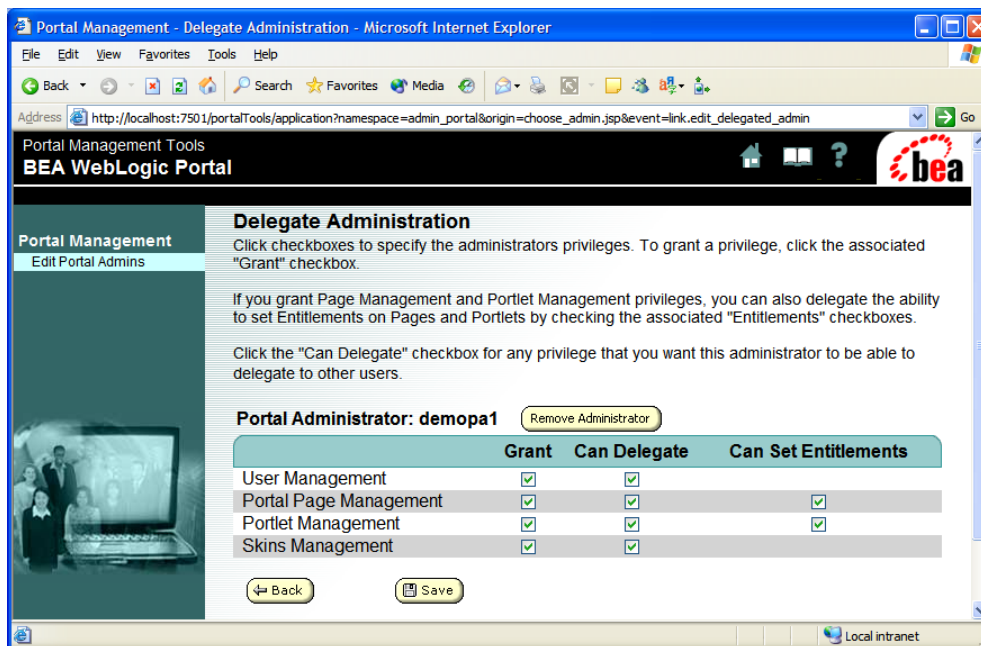 Portal Management - Delegate Administration - Microsoft Internet Explorer
File Edit View Favorites Tools Help
Back Search Favorites Media
Address http://localhost:7501/portalTools/application?namespace=admin_portal&origin=choose_admin.jsp&event=link.edit_delegated_admin Go
Portal Management Tools
BEA WebLogic Portal
? bea
Portal Management
Edit Portal Admins
Delegate Administration
Click checkboxes to specify the administrators privileges. To grant a privilege, click the associated
"Grant" checkbox.
If you grant Page Management and Portlet Management privileges, you can also delegate the ability
to set Entitlements on Pages and Portlets by checking the associated "Entitlements" checkboxes.
Click the "Can Delegate" checkbox for any privilege that you want this administrator to be able to
delegate to other users.
Portal Administrator: demopa1 Remove Administrator
Grant Can Delegate Can Set Entitlements
User Management
Portal Page Management
Portlet Management
Skins Management
Back Save
Local intranet